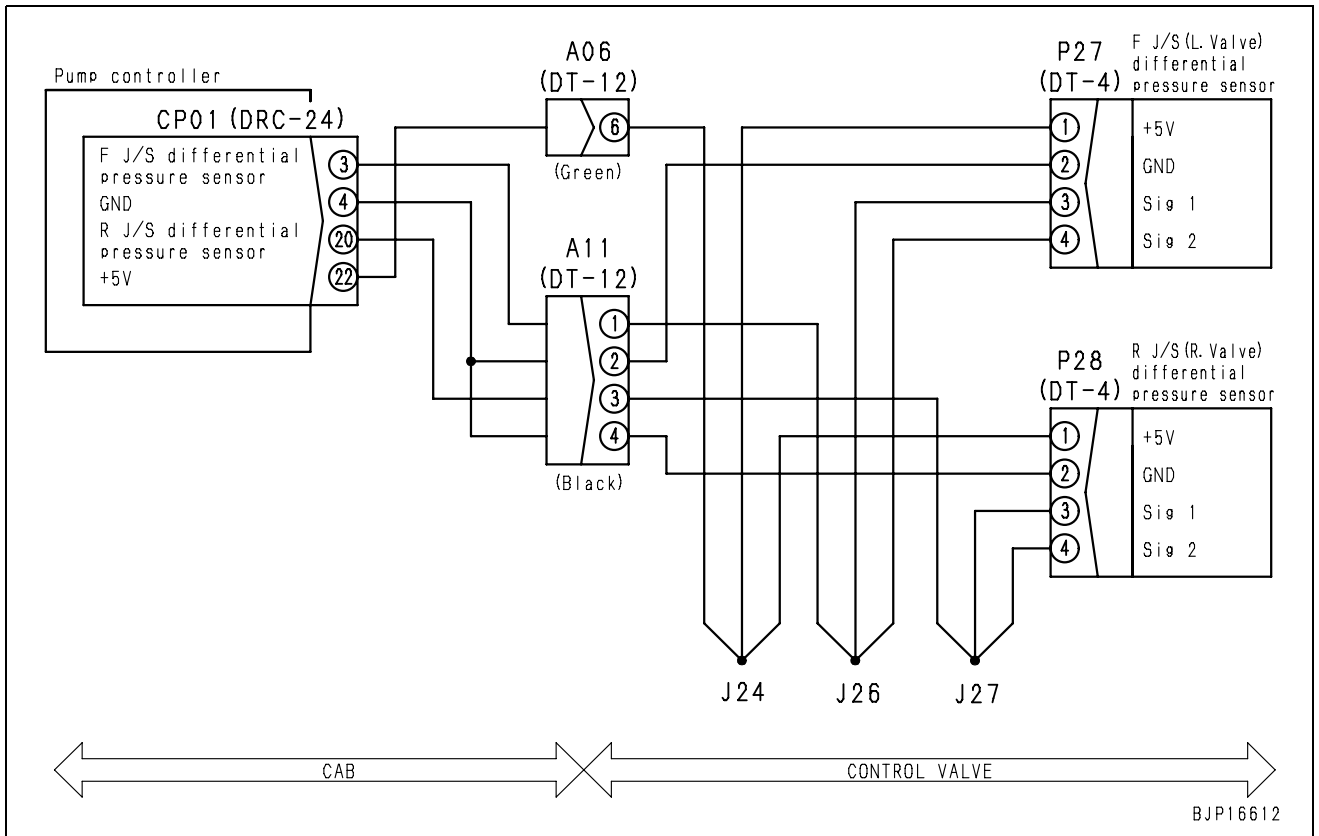 Pump controller
CP01 (DRC-24)
F J/S differential
pressure sensor
GND
R J/S differential
pressure sensor
+5V
3
4
20
22
A06
(DT-12)
6
(Green)
A11
(DT-12)
1
2
3
4
(Black)
P27
(DT-4)
F J/S(L.Valve)
differential
pressure sensor
1
+5V
2
GND
3
Sig 1
4
Sig 2
P28
(DT-4)
R J/S(R.Valve)
differential
pressure sensor
1
+5V
2
GND
3
Sig 1
4
Sig 2
J24
J26
J27
CAB
CONTROL VALVE
BJP16612